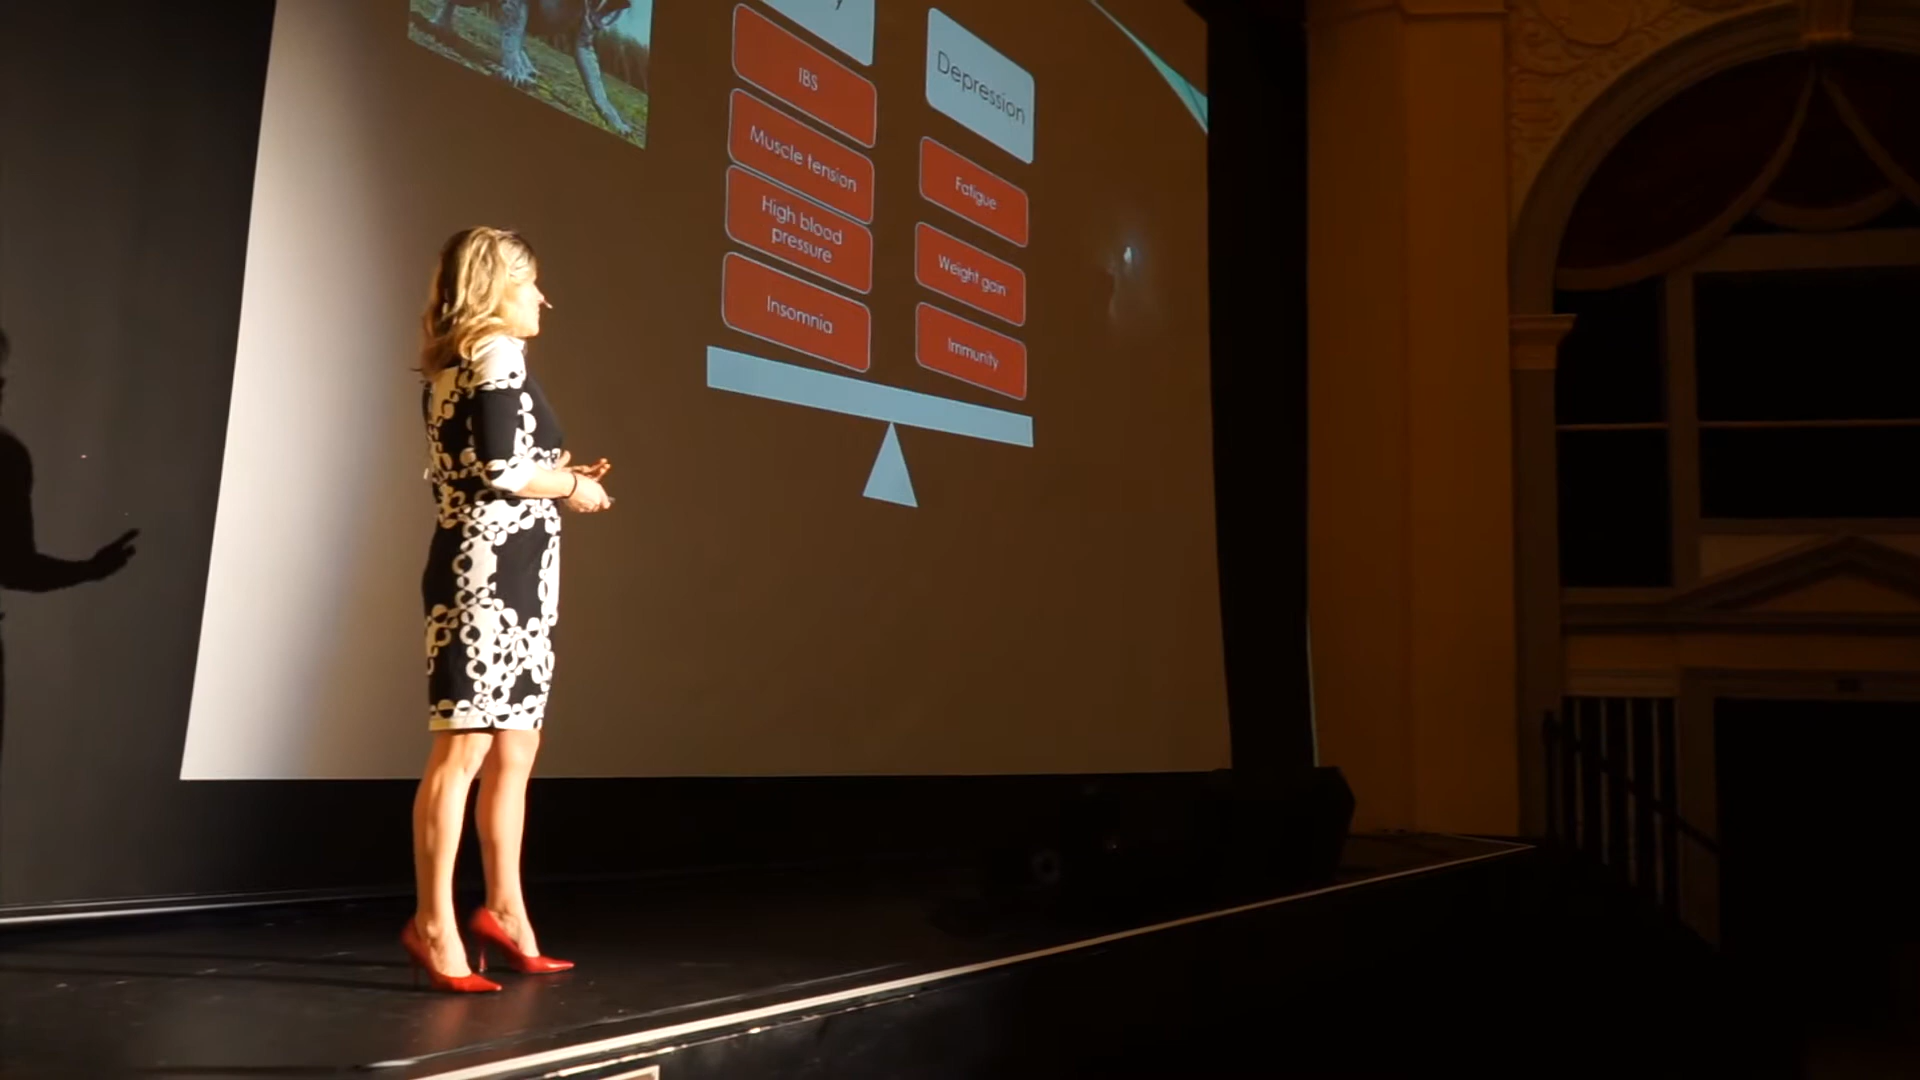 y
IBS
Muscle tension
High blood
pressure
Insomnia
Depression
Fatigue
Weight gain
Immunity